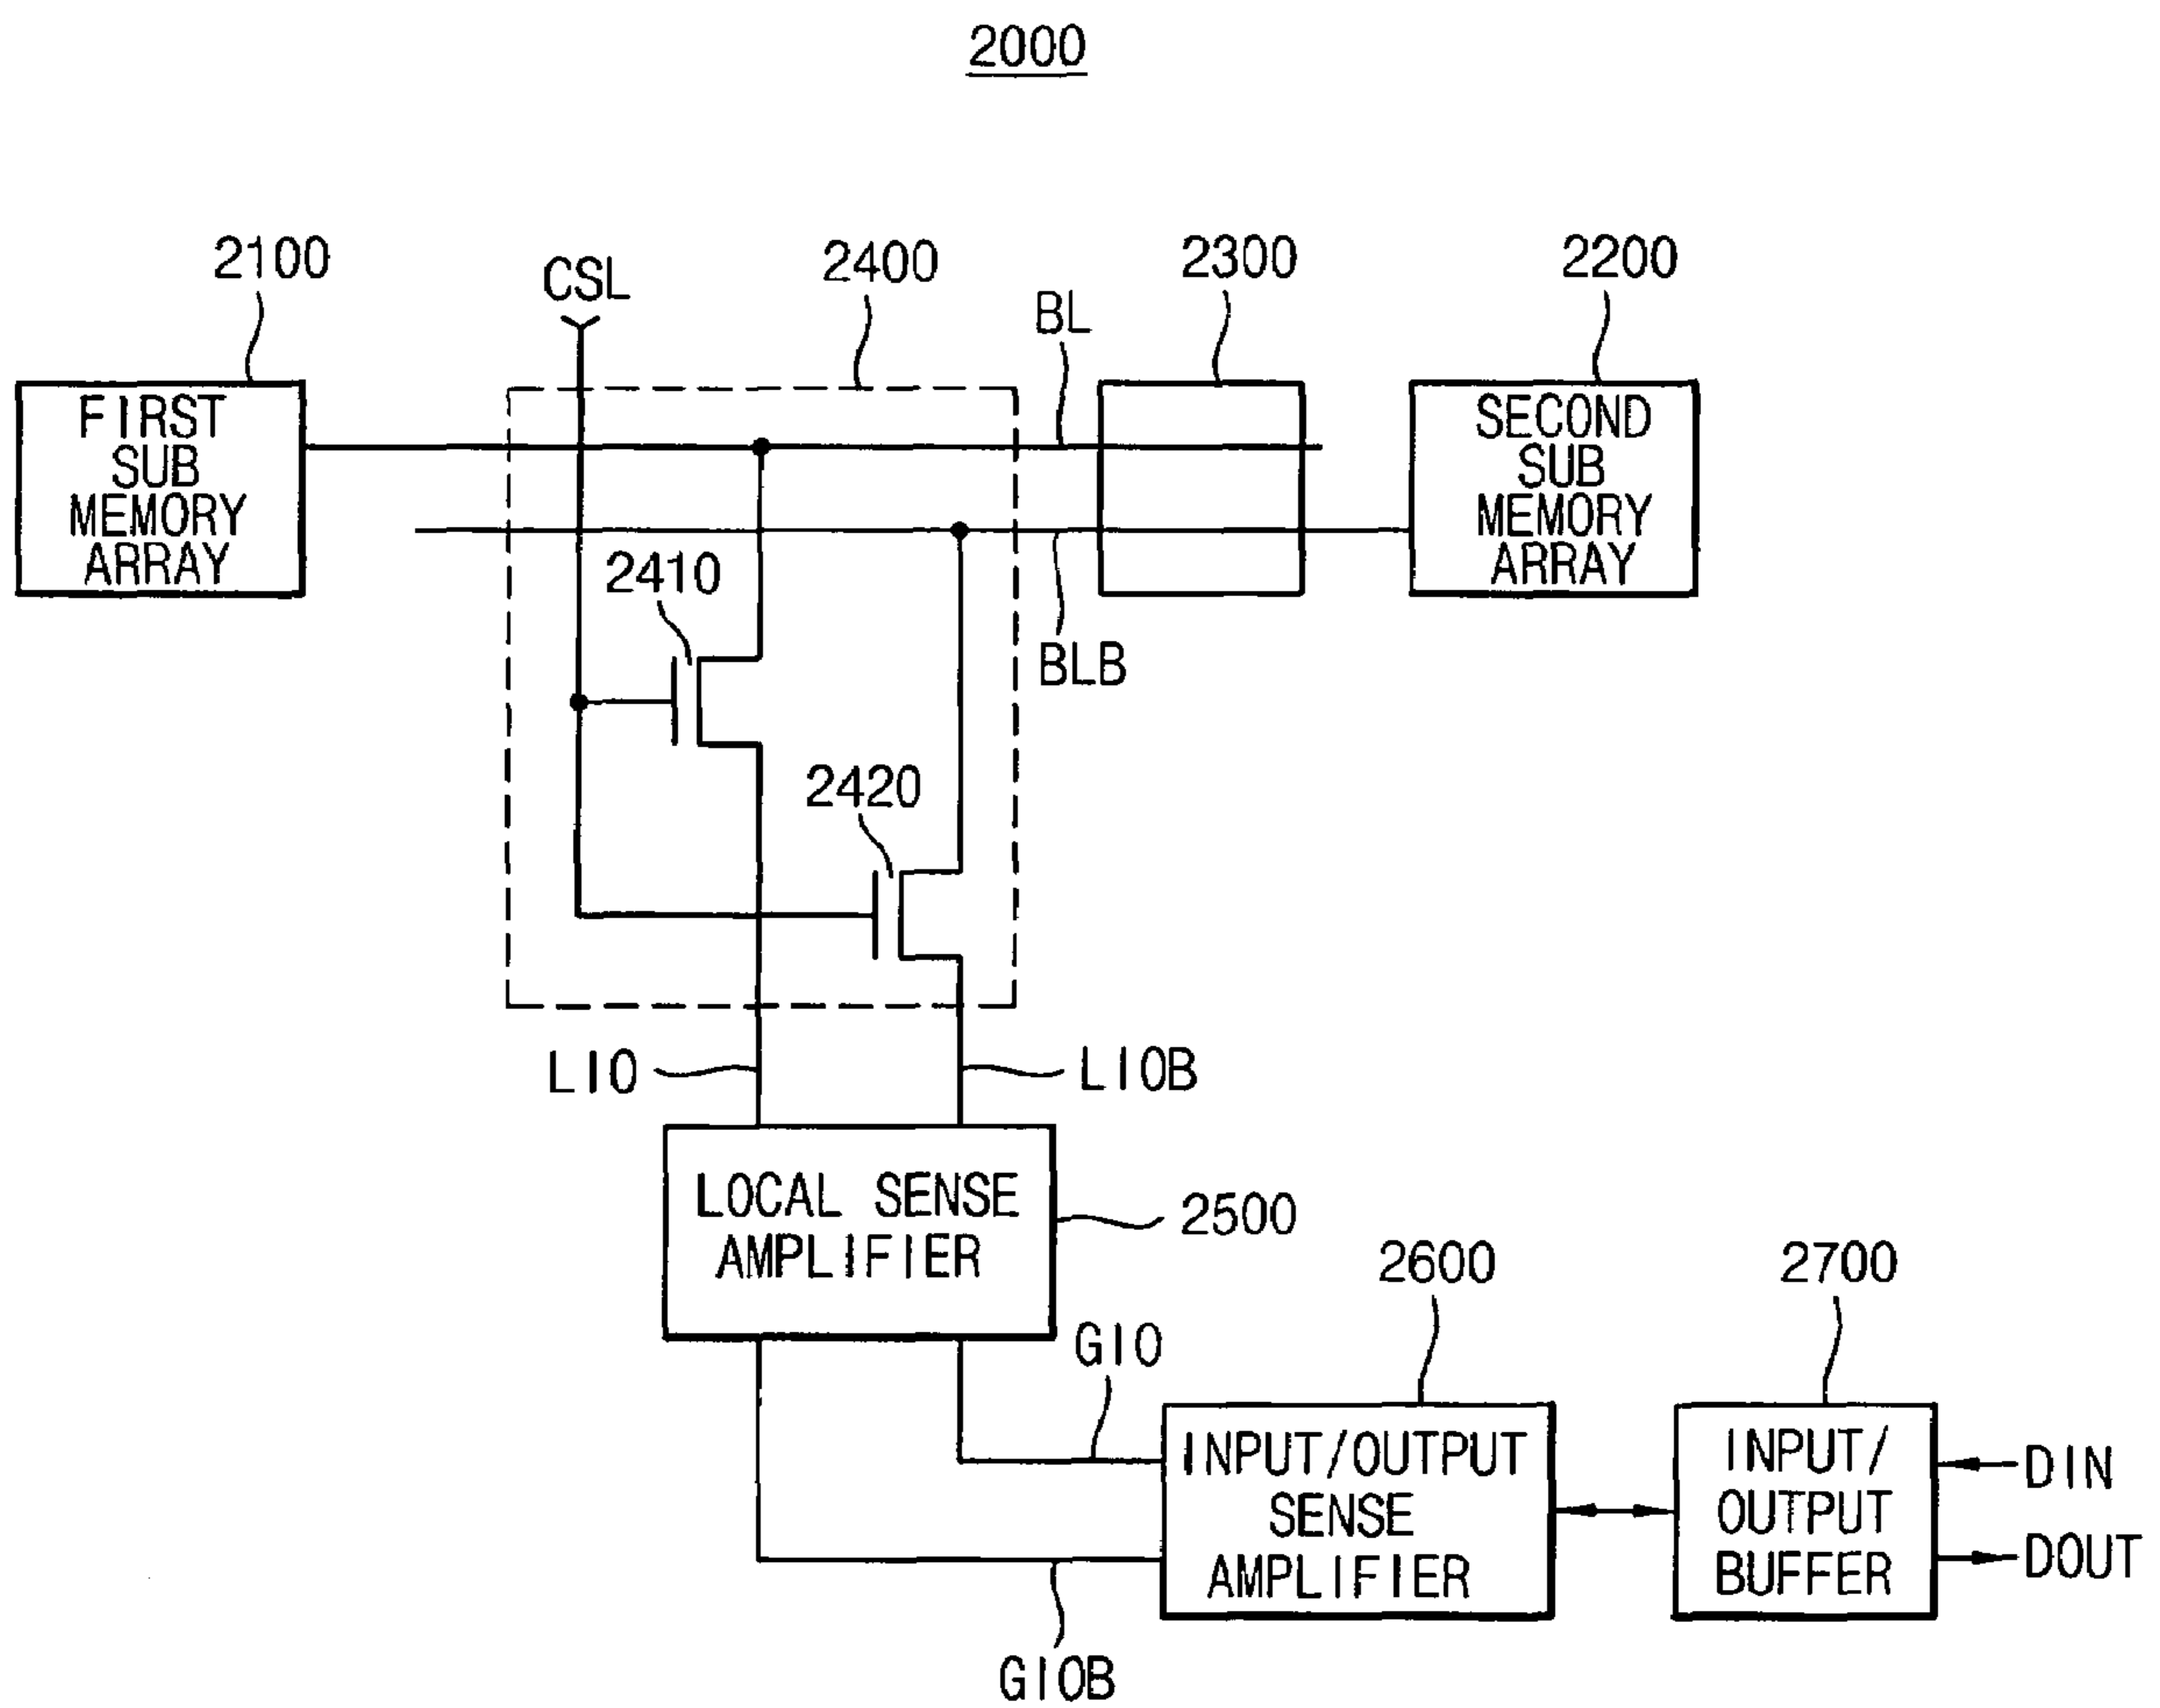 2000
2100
CSL
2400
BL
2300
2200
FIRST
SUB
MEMORY
ARRAY
SECOND
SUB
MEMORY
ARRAY
2410
BLB
2420
LIO
LIOB
LOCAL SENSE
AMPLIFIER
2500
GIO
2600
2700
INPUT/OUTPUT
SENSE
AMPLIFIER
INPUT/
OUTPUT
BUFFER
DIN
DOUT
GIOB